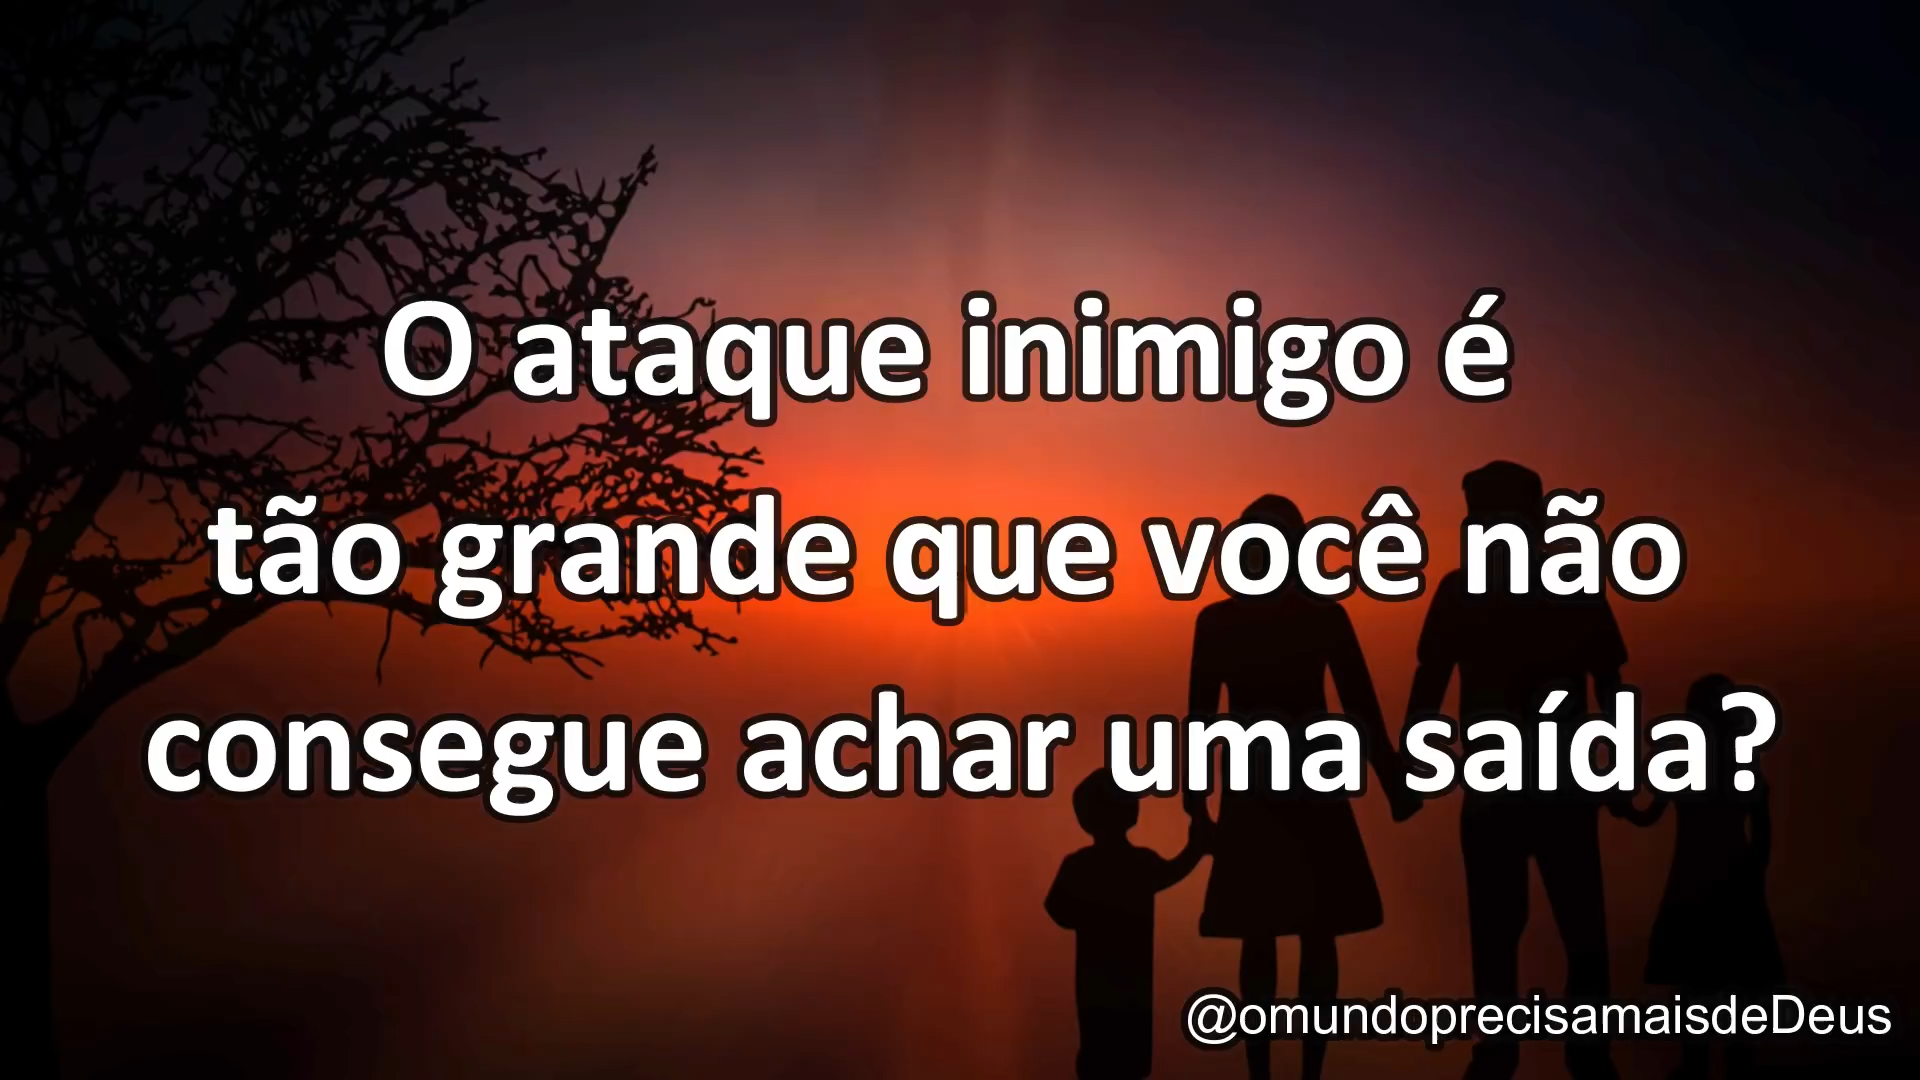 O ataque inimigo é
tão grande que você não
consegue achar uma saída?
@omundoprecisamaisdeDeus